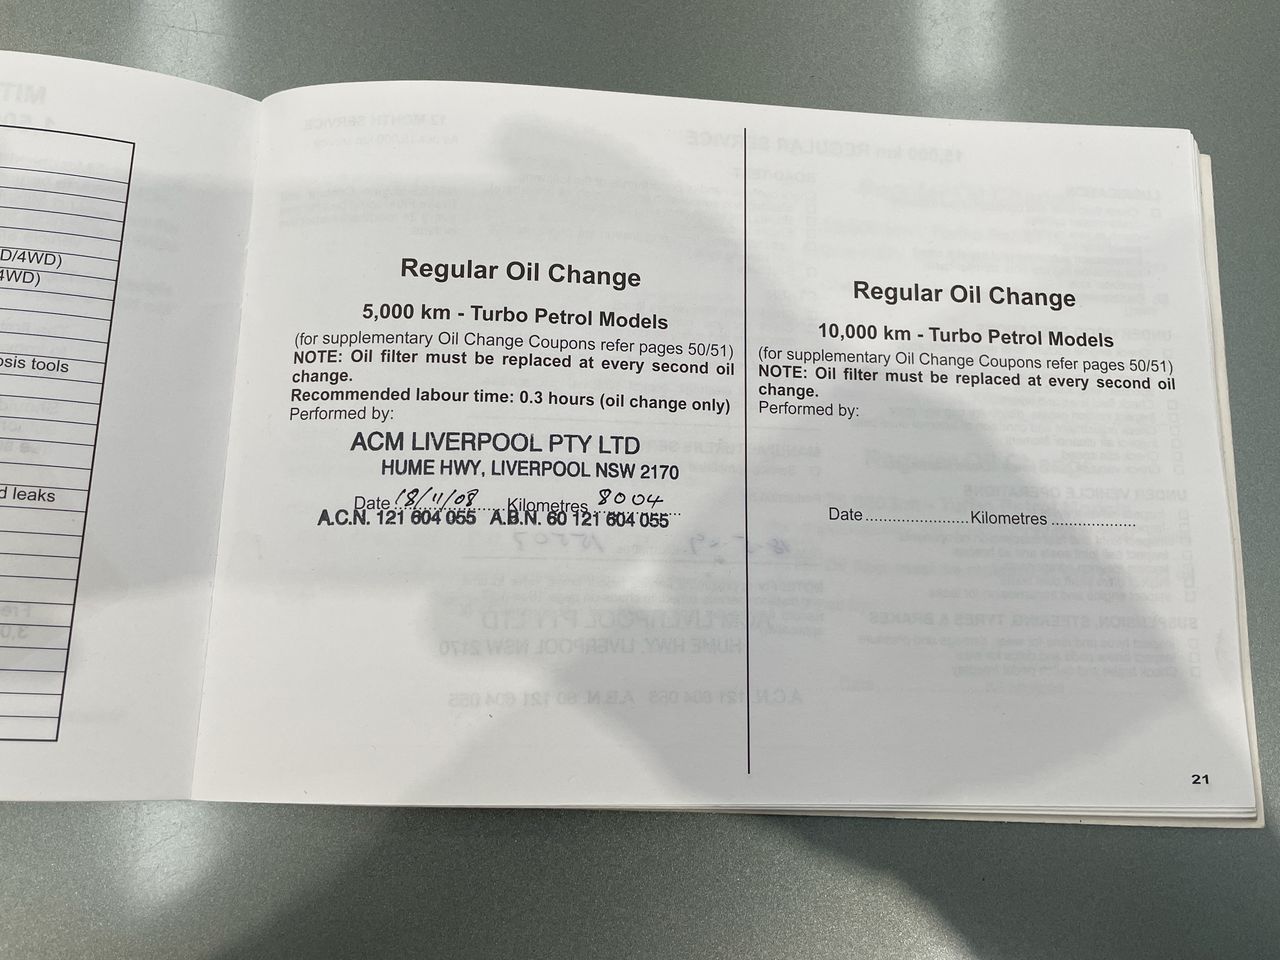 D/4WD)
4WD)
osis tools
d leaks
Regular Oil Change
5,000 km - Turbo Petrol Models
(for supplementary Oil Change Coupons refer pages 50/51)
NOTE: Oil filter must be replaced at every second oil
change.
Recommended labour time: 0.3 hours (oil change only)
Performed by:
ACM LIVERPOOL PTY LTD
HUME HWY, LIVERPOOL NSW 2170
Date 18/11/08 Kilometres 8004
A.C.N. 121 604 055 A.B.N. 60 121 604 055
Regular Oil Change
10,000 km - Turbo Petrol Models
(for supplementary Oil Change Coupons refer pages 50/51)
NOTE: Oil filter must be replaced at every second oil
change.
Performed by:
Date ...................... Kilometres ..................
21